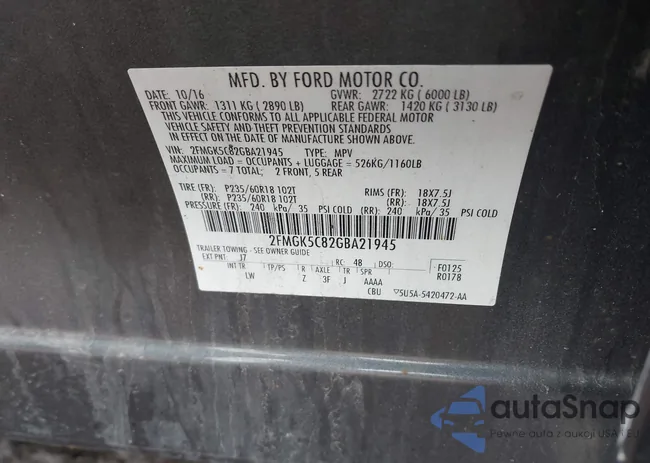 MFD. BY FORD MOTOR CO.
DATE: 10/16 GVWR: 2722 KG ( 6000 LB)
FRONT GAWR: 1311 KG ( 2890 LB) REAR GAWR: 1420 KG ( 3130 LB)
THIS VEHICLE CONFORMS TO ALL APPLICABLE FEDERAL MOTOR
VEHICLE SAFETY AND THEFT PREVENTION STANDARDS
IN EFFECT ON THE DATE OF MANUFACTURE SHOWN ABOVE.
VIN: 2FMGK5C82GBA21945 TYPE: MPV
MAXIMUM LOAD = OCCUPANTS + LUGGAGE = 526KG/1160LB
OCCUPANTS = 7 TOTAL; 2 FRONT, 5 REAR
TIRE (FR): P235/60R18 102T RIMS (FR): 18X7.5J
(RR): P235/60R18 102T (RR): 18X7.5J
PRESSURE (FR): 240 kPa/ 35 PSI COLD (RR): 240 kPa/ 35 PSI COLD
2FMGK5C82GBA21945
TRAILER TOWING - SEE OWNER GUIDE
EXT PNT: J7 RC: 48 DSO: F0125
INT TR TP/PS R AXLE TR SPR R0178
LW Z 3F J AAAA
CBU 5U5A-5420472-AA
autaSnap
Pewne auta z aukcji USA i EU